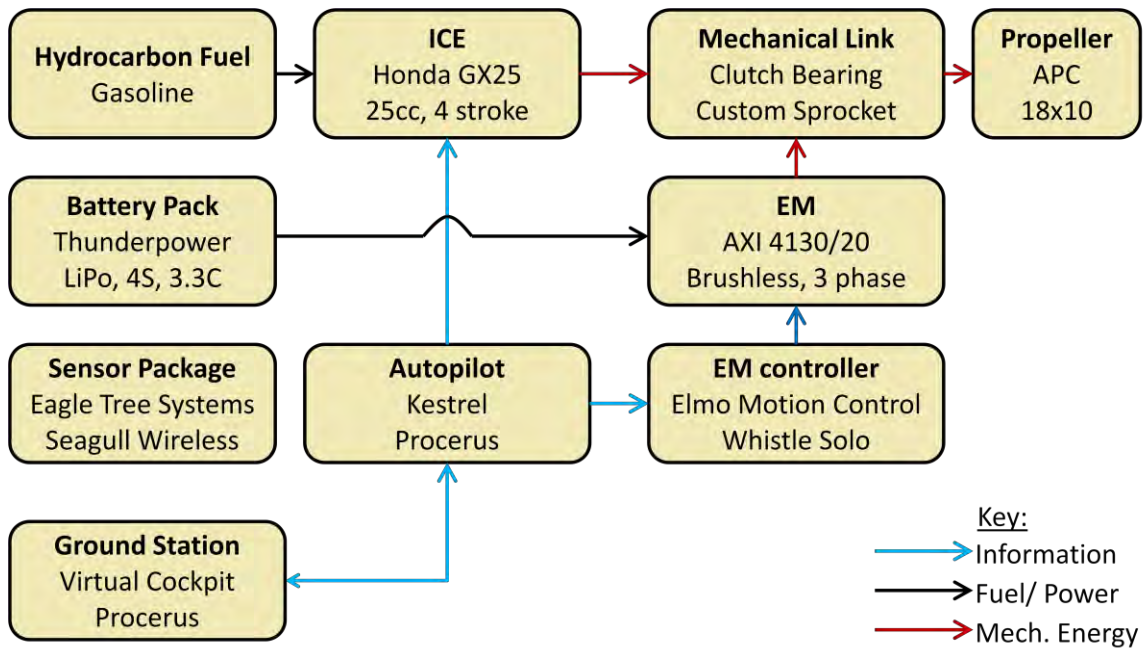 Hydrocarbon Fuel
Gasoline
ICE
Honda GX25
25cc, 4 stroke
Mechanical Link
Clutch Bearing
Custom Sprocket
Propeller
APC
18x10
Battery Pack
Thunderpower
LiPo, 4S, 3.3C
EM
AXI 4130/20
Brushless, 3 phase
Sensor Package
Eagle Tree Systems
Seagull Wireless
Autopilot
Kestrel
Procerus
EM controller
Elmo Motion Control
Whistle Solo
Ground Station
Virtual Cockpit
Procerus
Key:
Information
Fuel/ Power
Mech. Energy